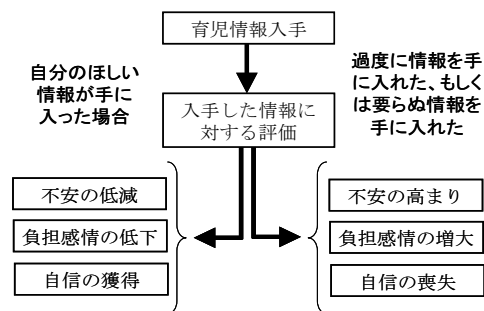 育児情報入手
自分のほしい
情報が手に
入った場合
過度に情報を手
に入れた、もしく
は要らぬ情報を
手に入れた
入手した情報に
対する評価
不安の低減
負担感情の低下
自信の獲得
不安の高まり
負担感情の増大
自信の喪失